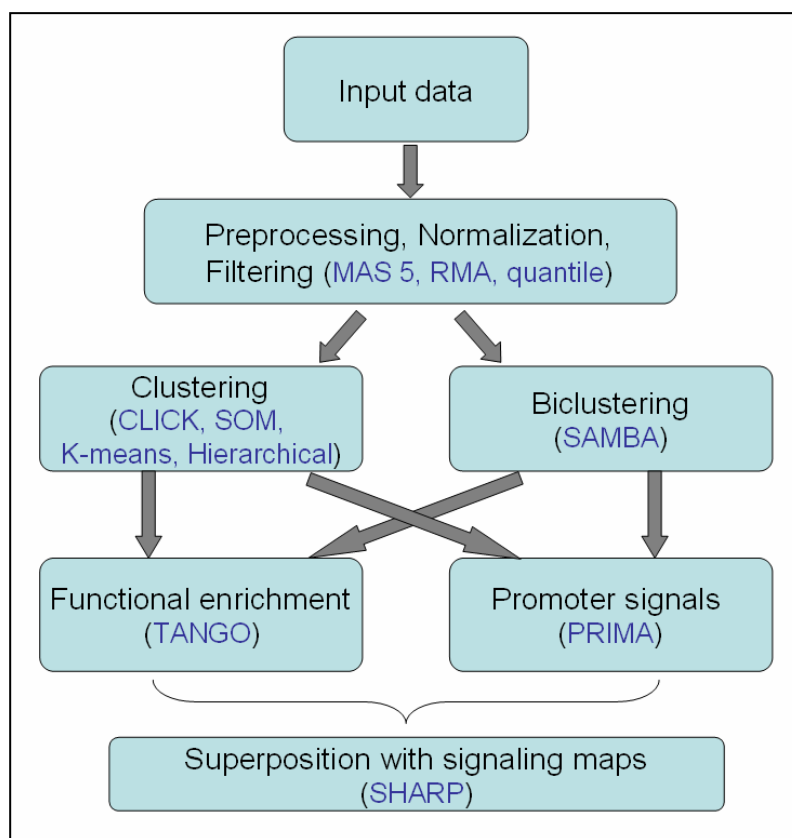 Input data
Preprocessing, Normalization,
Filtering (MAS 5, RMA, quantile)
Clustering
(CLICK, SOM,
K-means, Hierarchical)
Biclustering
(SAMBA)
Functional enrichment
(TANGO)
Promoter signals
(PRIMA)
Superposition with signaling maps
(SHARP)